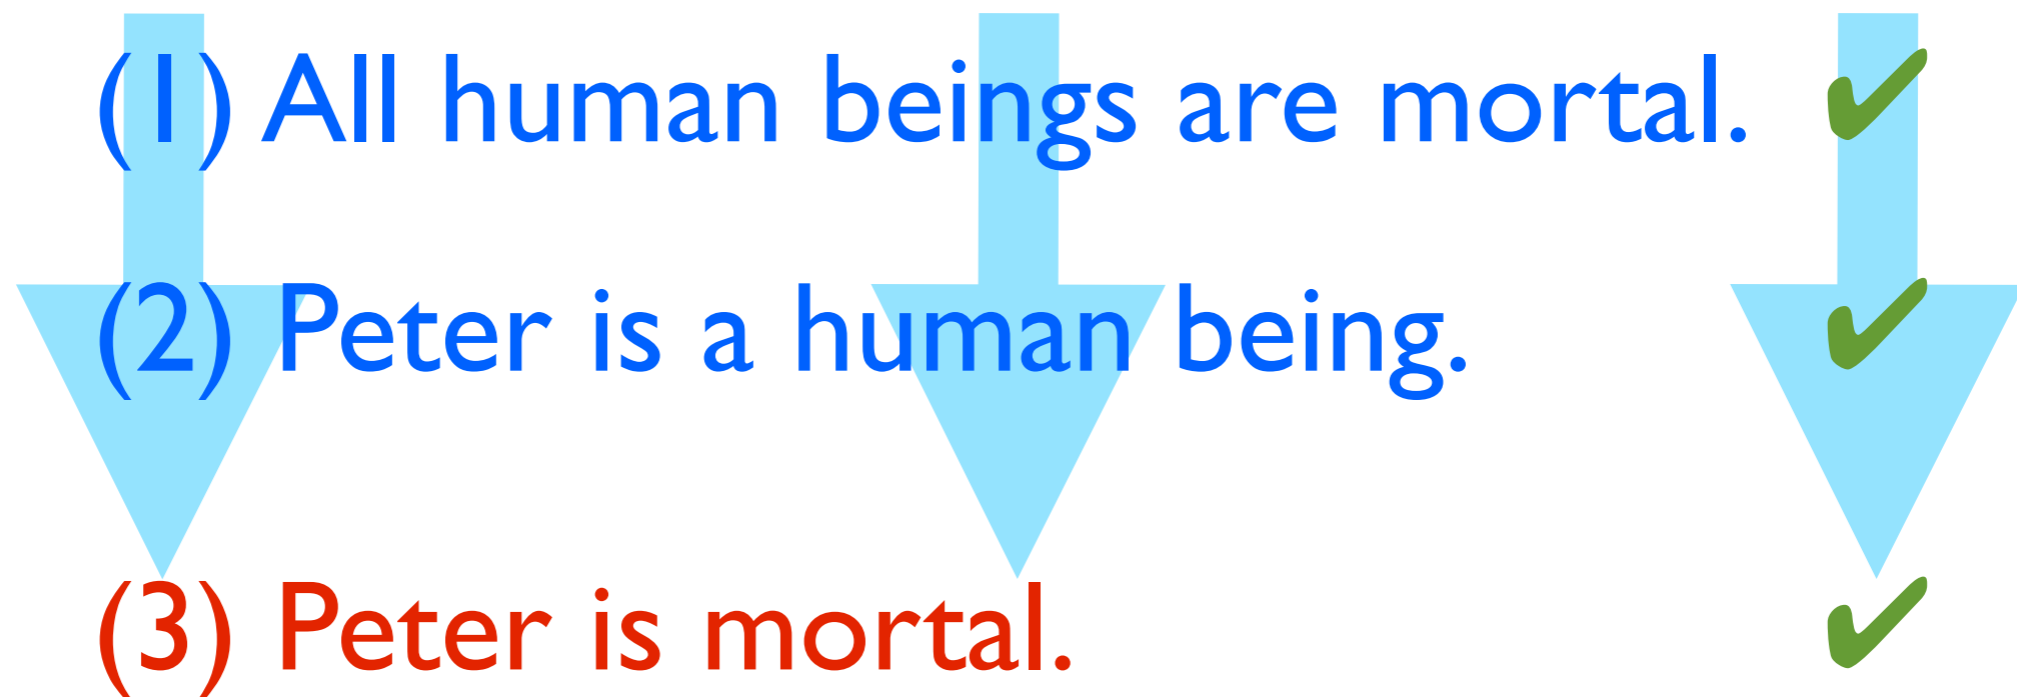 (1) All human beings are mortal. ✔
(2) Peter is a human being. ✔
(3) Peter is mortal. ✔